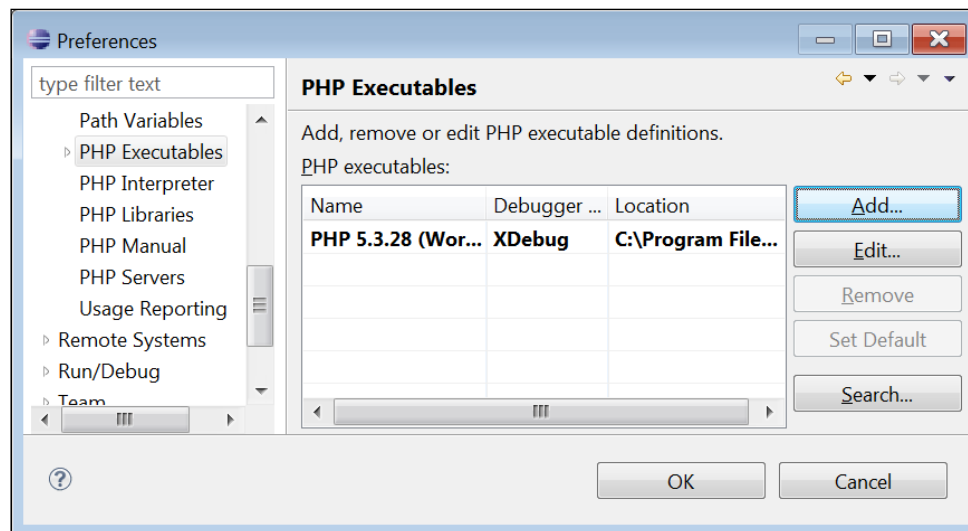 Preferences
type filter text
Path Variables
PHP Executables
PHP Interpreter
PHP Libraries
PHP Manual
PHP Servers
Usage Reporting
Remote Systems
Run/Debug
Team
PHP Executables
Add, remove or edit PHP executable definitions.
PHP executables:
Name Debugger ... Location
PHP 5.3.28 (Wor... XDebug C:\Program File...
Add...
Edit...
Remove
Set Default
Search...
OK Cancel